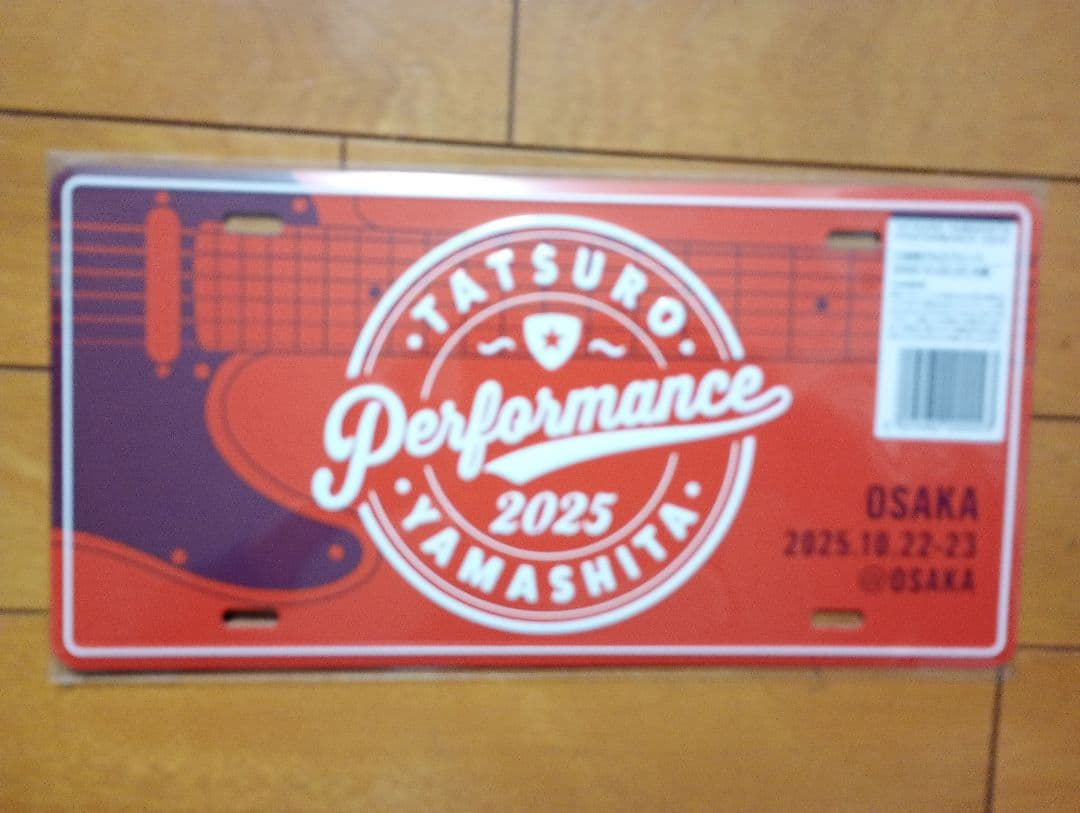 TATSURO
Performance
2025
YAMASHITA
OSAKA
2025.10.22-23
@OSAKA